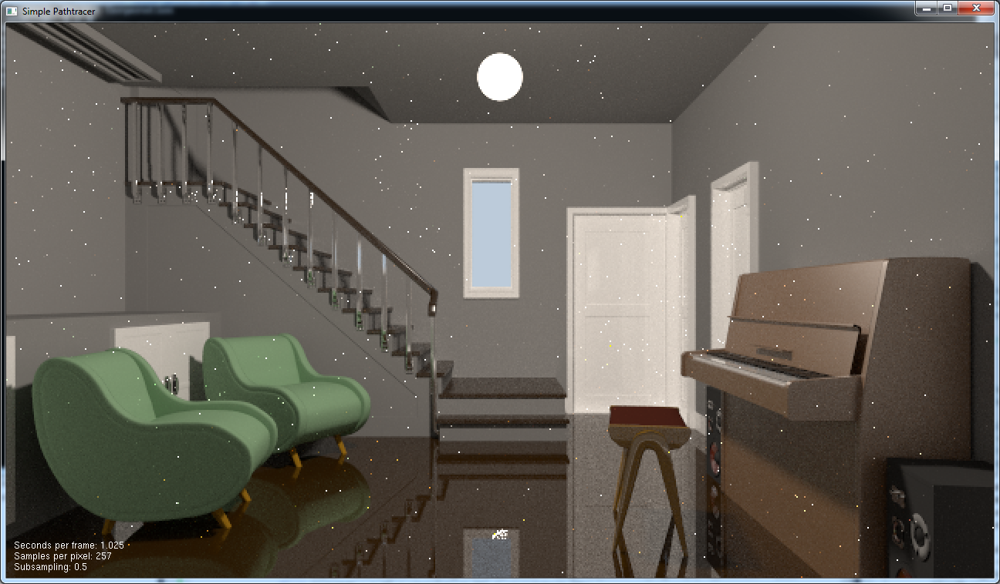 Simple Pathtracer
Seconds per frame: 1.025
Samples per pixel: 257
Subsampling: 0.5